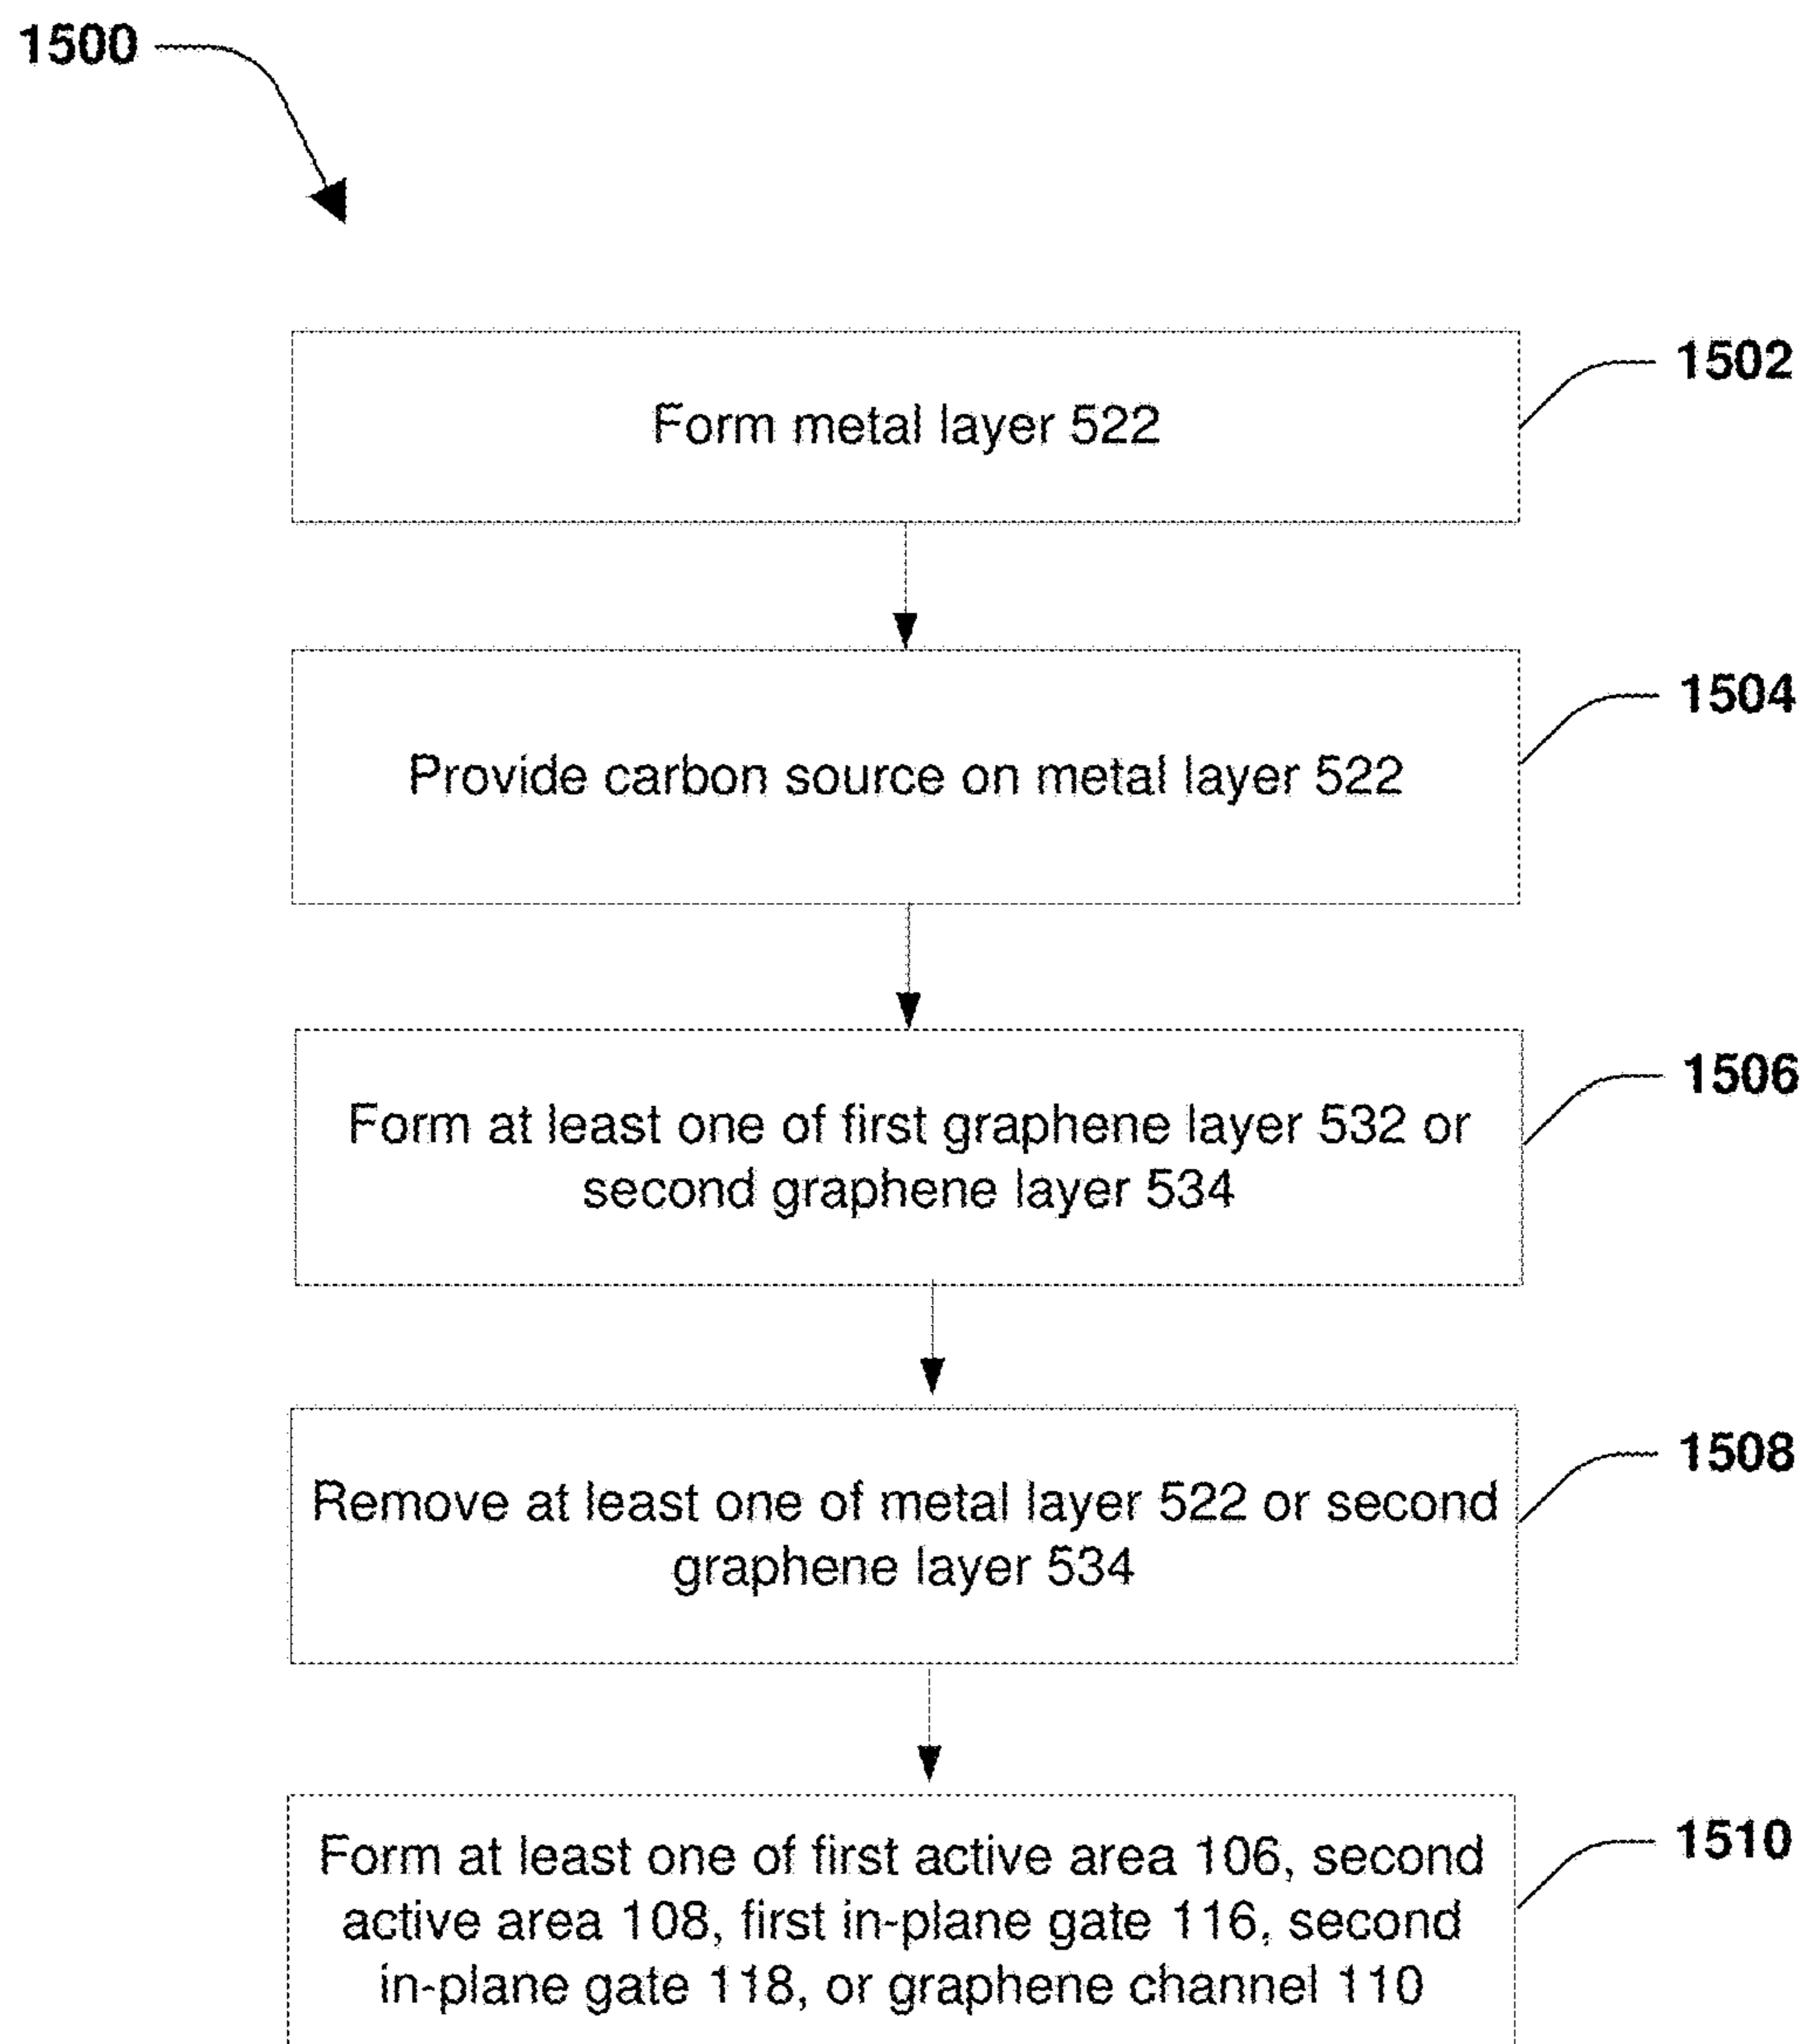 1500
Form metal layer 522
1502
Provide carbon source on metal layer 522
1504
Form at least one of first graphene layer 532 or
second graphene layer 534
1506
Remove at least one of metal layer 522 or second
graphene layer 534
1508
Form at least one of first active area 106, second
active area 108, first in-plane gate 116, second
in-plane gate 118, or graphene channel 110
1510